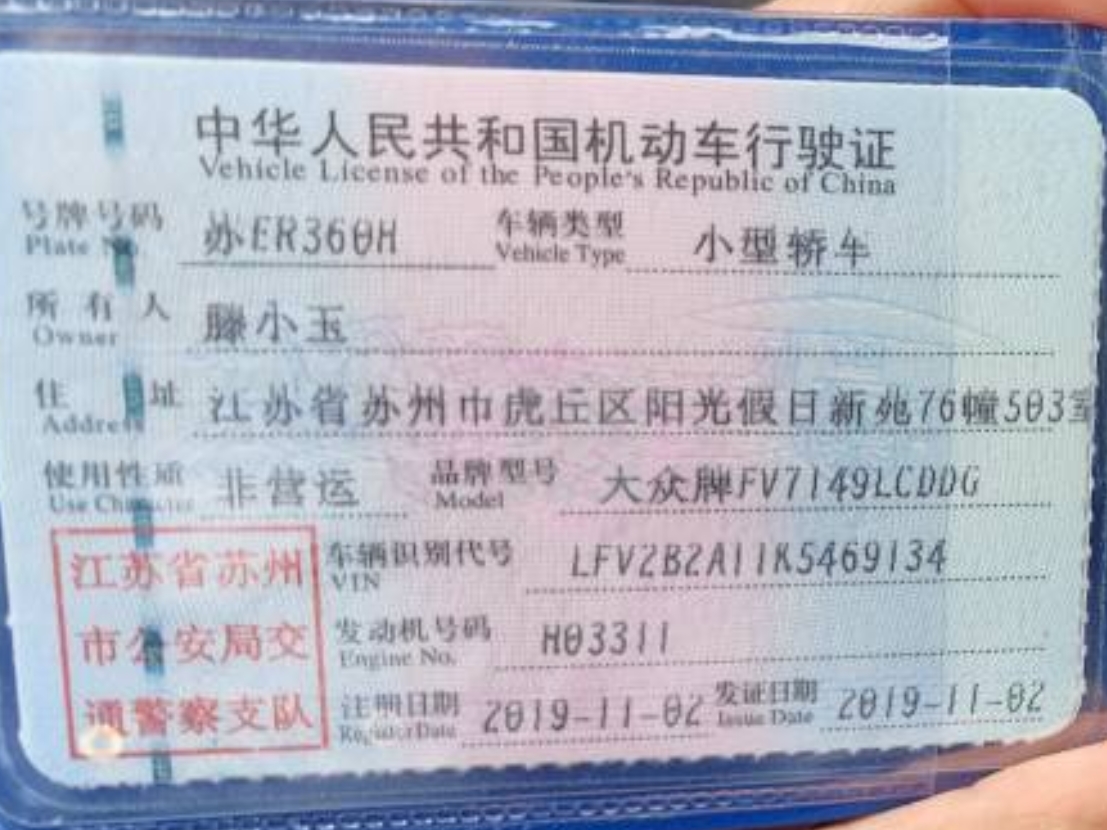 中华人民共和国机动车行驶证
Vehicle License of the People's Republic of China
号牌号码 苏ER360H 车辆类型 小型轿车
Plate No. Vehicle Type
所有人 滕小玉
Owner
住址 江苏省苏州市虎丘区阳光假日新苑76幢503室
Address
使用性质 非营运 品牌型号 大众牌FV7149LCDDG
Use Character Model
江苏省苏州 车辆识别代号 LFV2B2A11K5469134
VIN
市公安局交 发动机号码 H03311
Engine No.
通警察支队 注册日期 2019-11-02 发证日期 2019-11-02
Register Date Issue Date